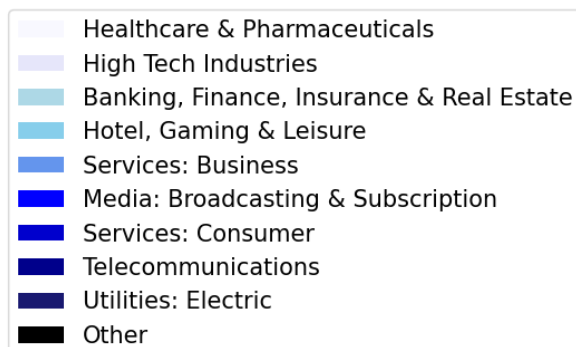 Healthcare & Pharmaceuticals
High Tech Industries
Banking, Finance, Insurance & Real Estate
Hotel, Gaming & Leisure
Services: Business
Media: Broadcasting & Subscription
Services: Consumer
Telecommunications
Utilities: Electric
Other